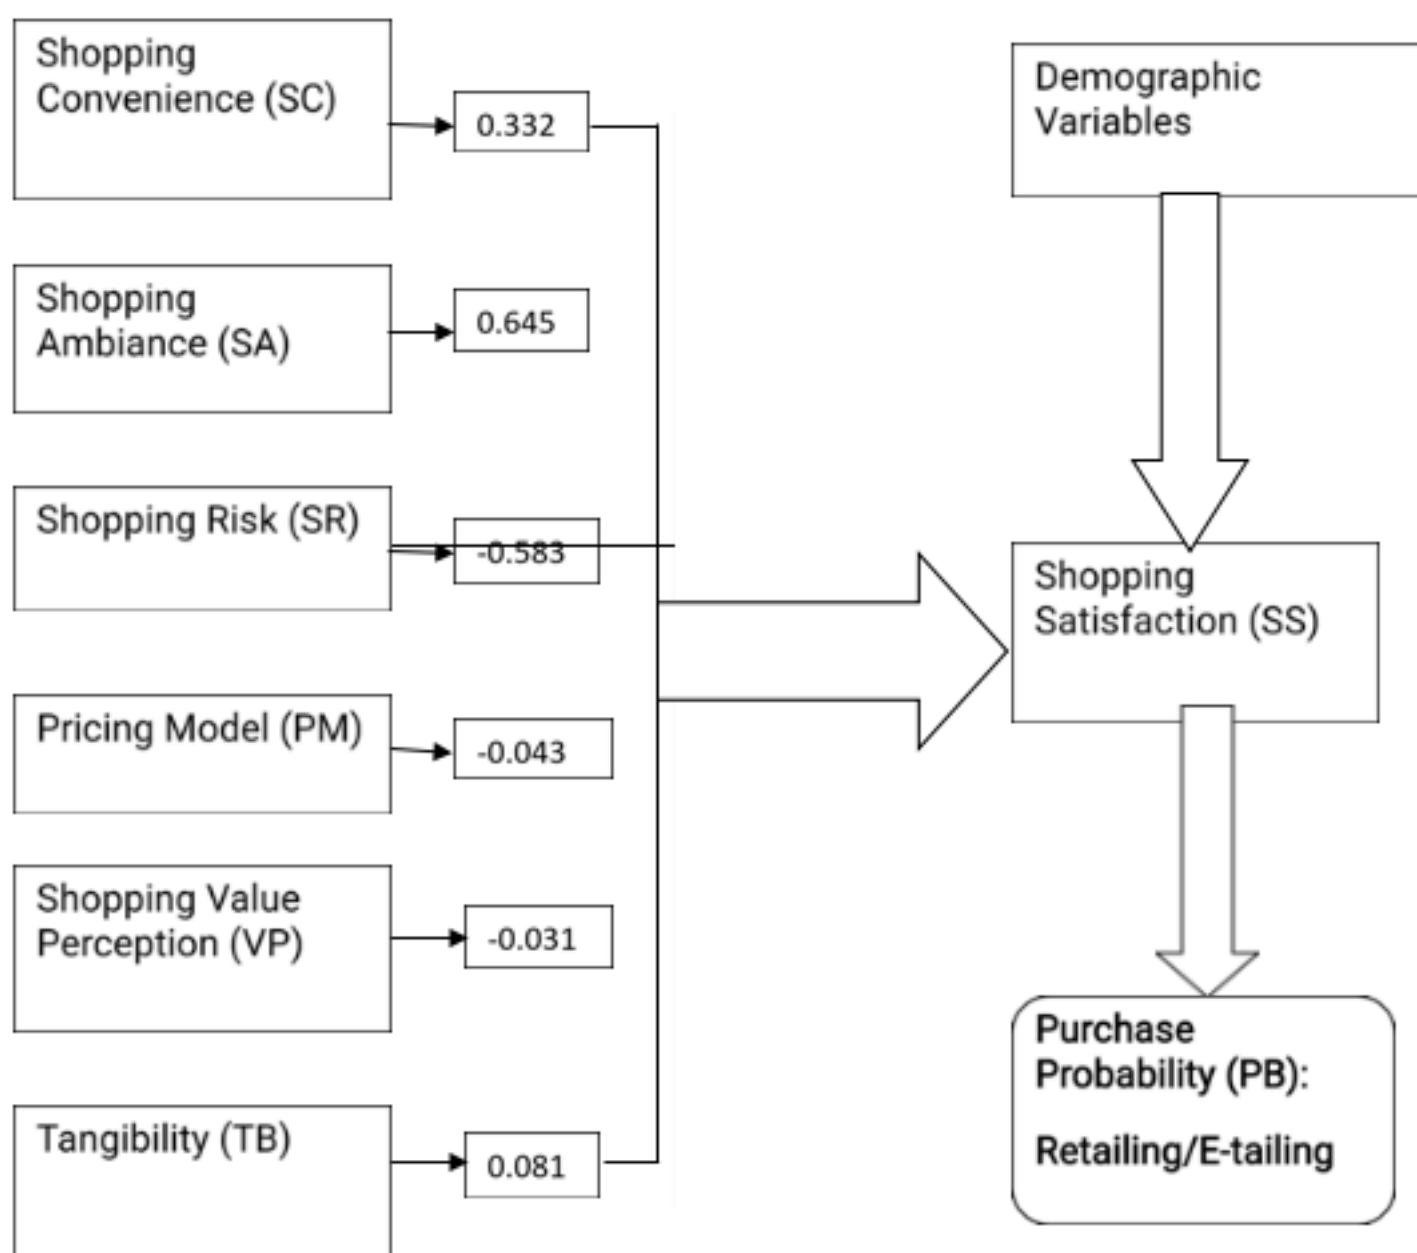 Shopping
Convenience (SC)
0.332
Shopping
Ambiance (SA)
0.645
Shopping Risk (SR)
-0.583
Pricing Model (PM)
-0.043
Shopping Value
Perception (VP)
-0.031
Tangibility (TB)
0.081
Demographic
Variables
Shopping
Satisfaction (SS)
Purchase
Probability (PB):
Retailing/E-tailing